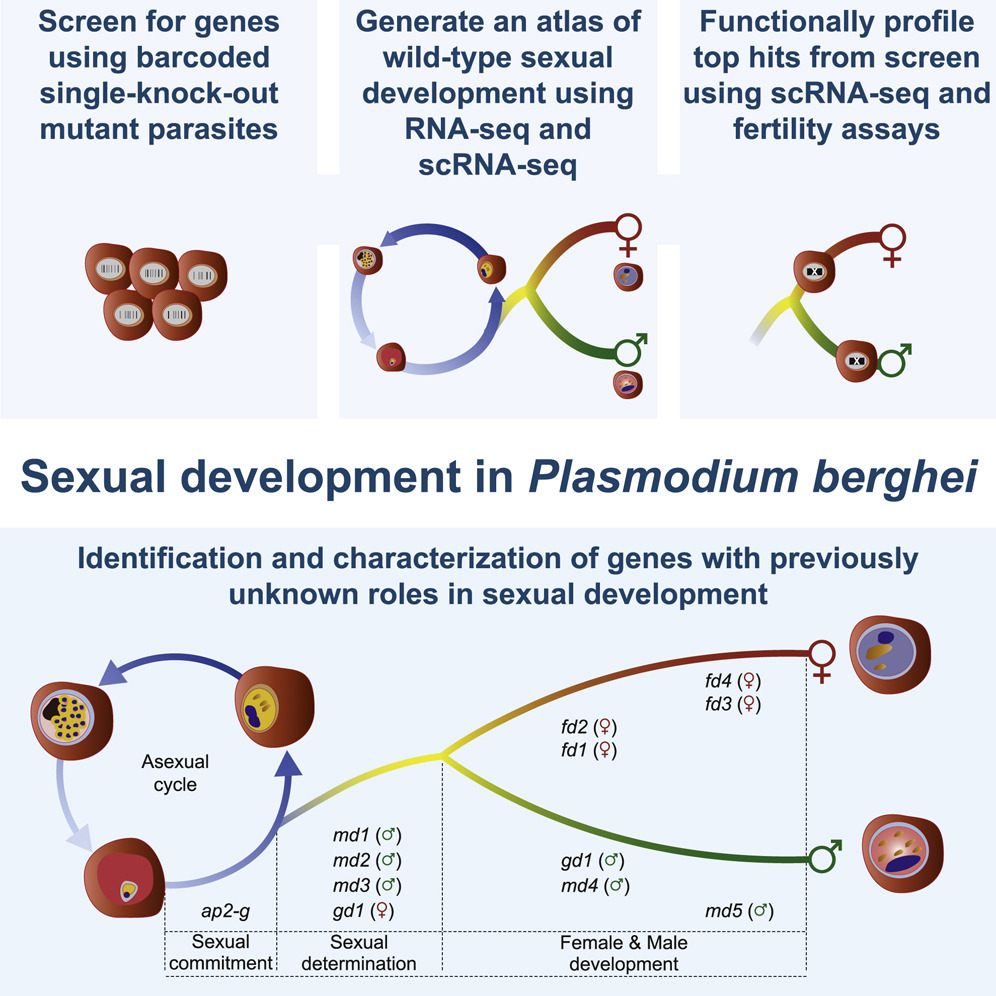 Screen for genes
using barcoded
single-knock-out
mutant parasites
Generate an atlas of
wild-type sexual
development using
RNA-seq and
scRNA-seq
Functionally profile
top hits from screen
using scRNA-seq and
fertility assays
Sexual development in Plasmodium berghei
Identification and characterization of genes with previously
unknown roles in sexual development
Asexual
cycle
fd4 (♀)
fd3 (♀)
fd2 (♀)
fd1 (♀)
md1 (♂)
md2 (♂)
md3 (♂)
gd1 (♀)
gd1 (♂)
md4 (♂)
md5 (♂)
ap2-g
Sexual
commitment
Sexual
determination
Female & Male
development